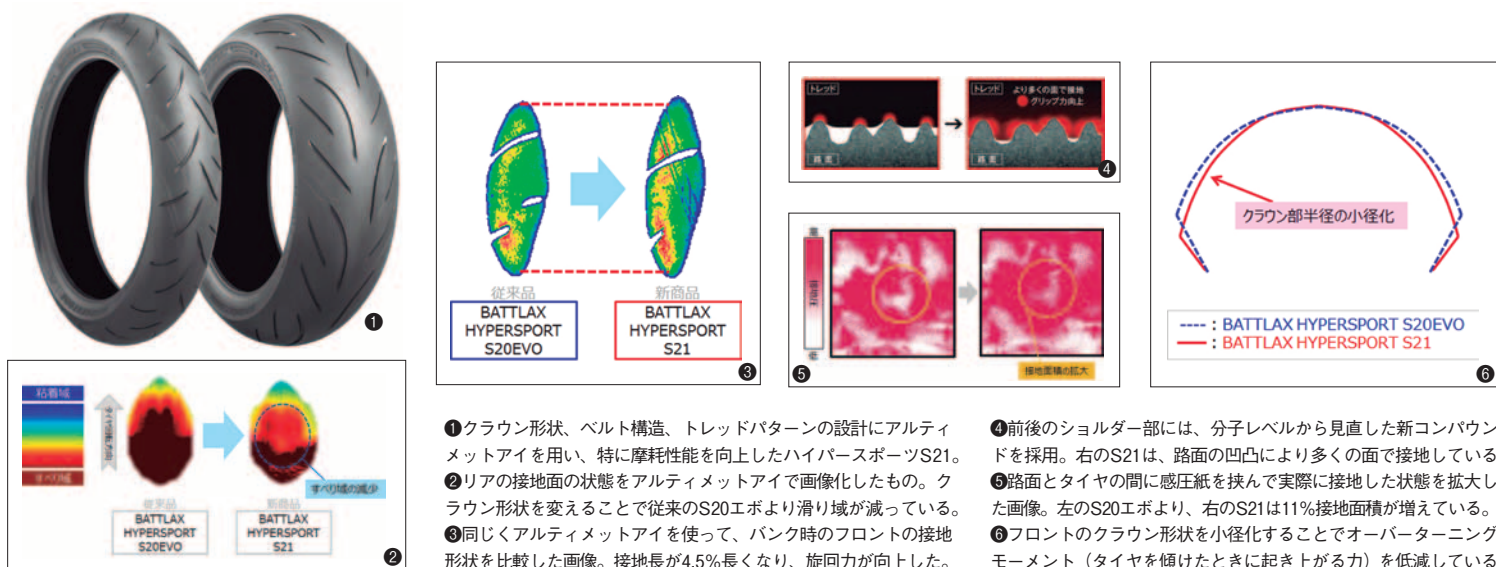 ❶
粘着域
すべり域
タイヤ回転方向
すべり域の減少
従来品
BATTLAX
HYPERSPORT
S20EVO
新商品
BATTLAX
HYPERSPORT
S21
❷
従来品
BATTLAX
HYPERSPORT
S20EVO
新商品
BATTLAX
HYPERSPORT
S21
❸
トレッド
路面
トレッド
より多くの面で接地
グリップ力向上
路面
❹
高
接地圧
低
接地面積の拡大
❺
クラウン部半径の小径化
: BATTLAX HYPERSPORT S20EVO
: BATTLAX HYPERSPORT S21
❻
❶クラウン形状、ベルト構造、トレッドパターンの設計にアルティ
メットアイを用い、特に摩耗性能を向上したハイパースポーツS21。
❷リアの接地面の状態をアルティメットアイで画像化したもの。ク
ラウン形状を変えることで従来のS20エボより滑り域が減っている。
❸同じくアルティメットアイを使って、バンク時のフロントの接地
形状を比較した画像。接地長が4.5%長くなり、旋回力が向上した。
❹前後のショルダー部には、分子レベルから見直した新コンパウン
ドを採用。右のS21は、路面の凹凸により多くの面で接地している
❺路面とタイヤの間に感圧紙を挟んで実際に接地した状態を拡大し
た画像。左のS20エボより、右のS21は11%接地面積が増えている。
❻フロントのクラウン形状を小径化することでオーバーターニング
モーメント（タイヤを傾けたときに起き上がる力）を低減している